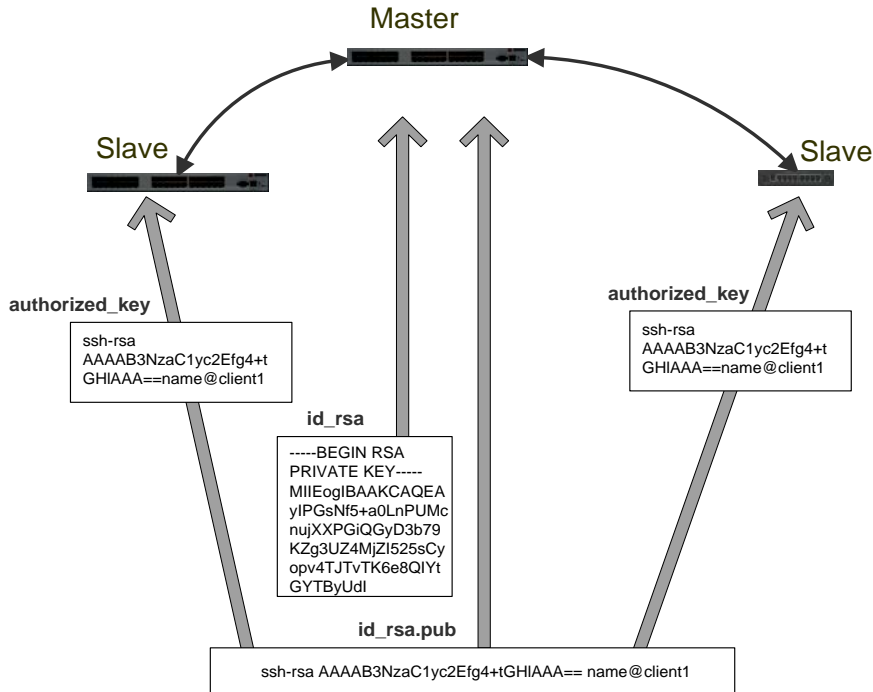 Master
Slave
Slave
authorized_key
ssh-rsa
AAAAB3NzaC1yc2Efg4+t
GHIAAA==name@client1
authorized_key
ssh-rsa
AAAAB3NzaC1yc2Efg4+t
GHIAAA==name@client1
id_rsa
-----BEGIN RSA
PRIVATE KEY-----
MIIEogIBAAKCAQEA
yIPGsNf5+a0LnPUMc
nujXXPGiQGyD3b79
KZg3UZ4MjZI525sCy
opv4TJTvTK6e8QIYt
GYTByUdI
id_rsa.pub
ssh-rsa AAAAB3NzaC1yc2Efg4+tGHIAAA== name@client1